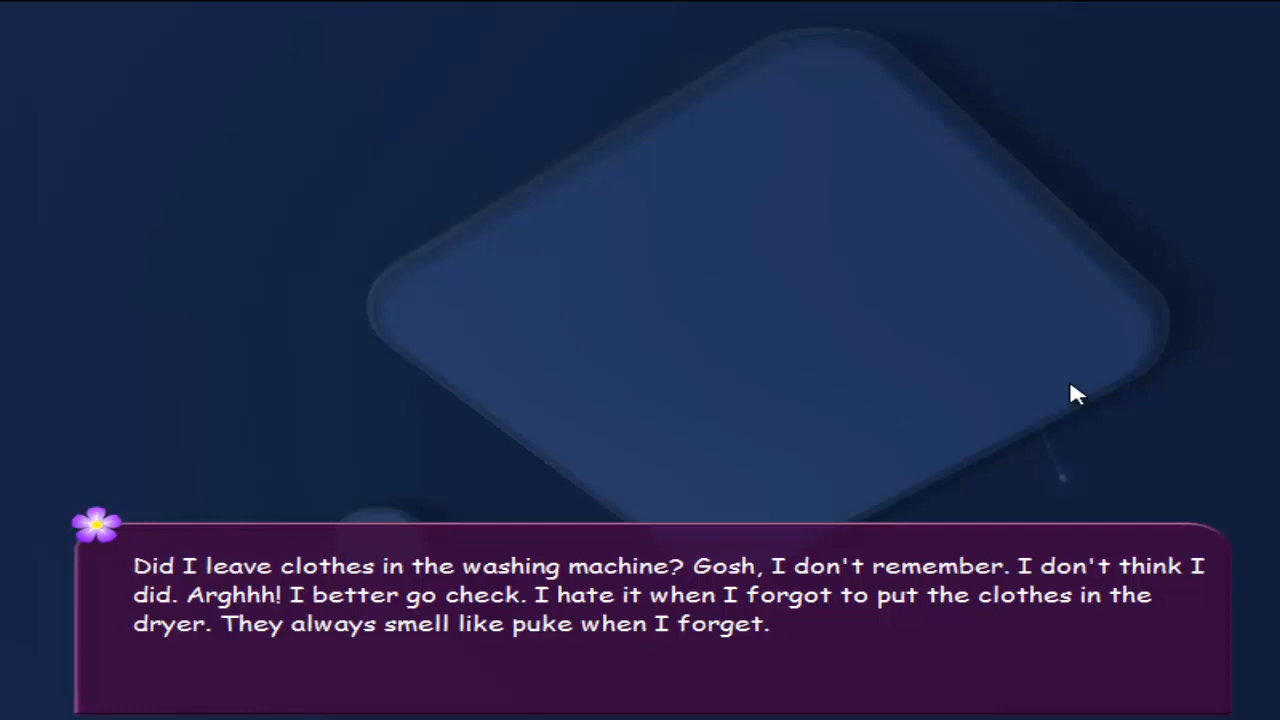 Did I leave clothes in the washing machine? Gosh, I don't remember. I don't think I
did. Arghhh! I better go check. I hate it when I forgot to put the clothes in the
dryer. They always smell like puke when I forget.